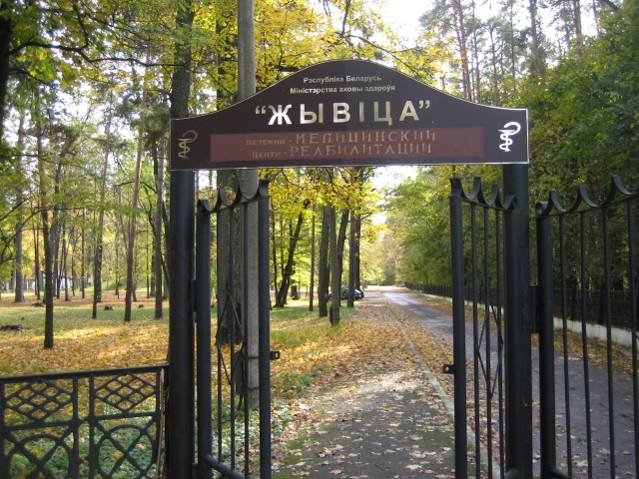 Рэспубліка Беларусь
Міністэрства аховы здароўя
"ЖЫВІЦА"
ДЕТСКИЙ - МЕДИЦИНСКИЙ
ЦЕНТР - РЕАБИЛИТАЦИИ